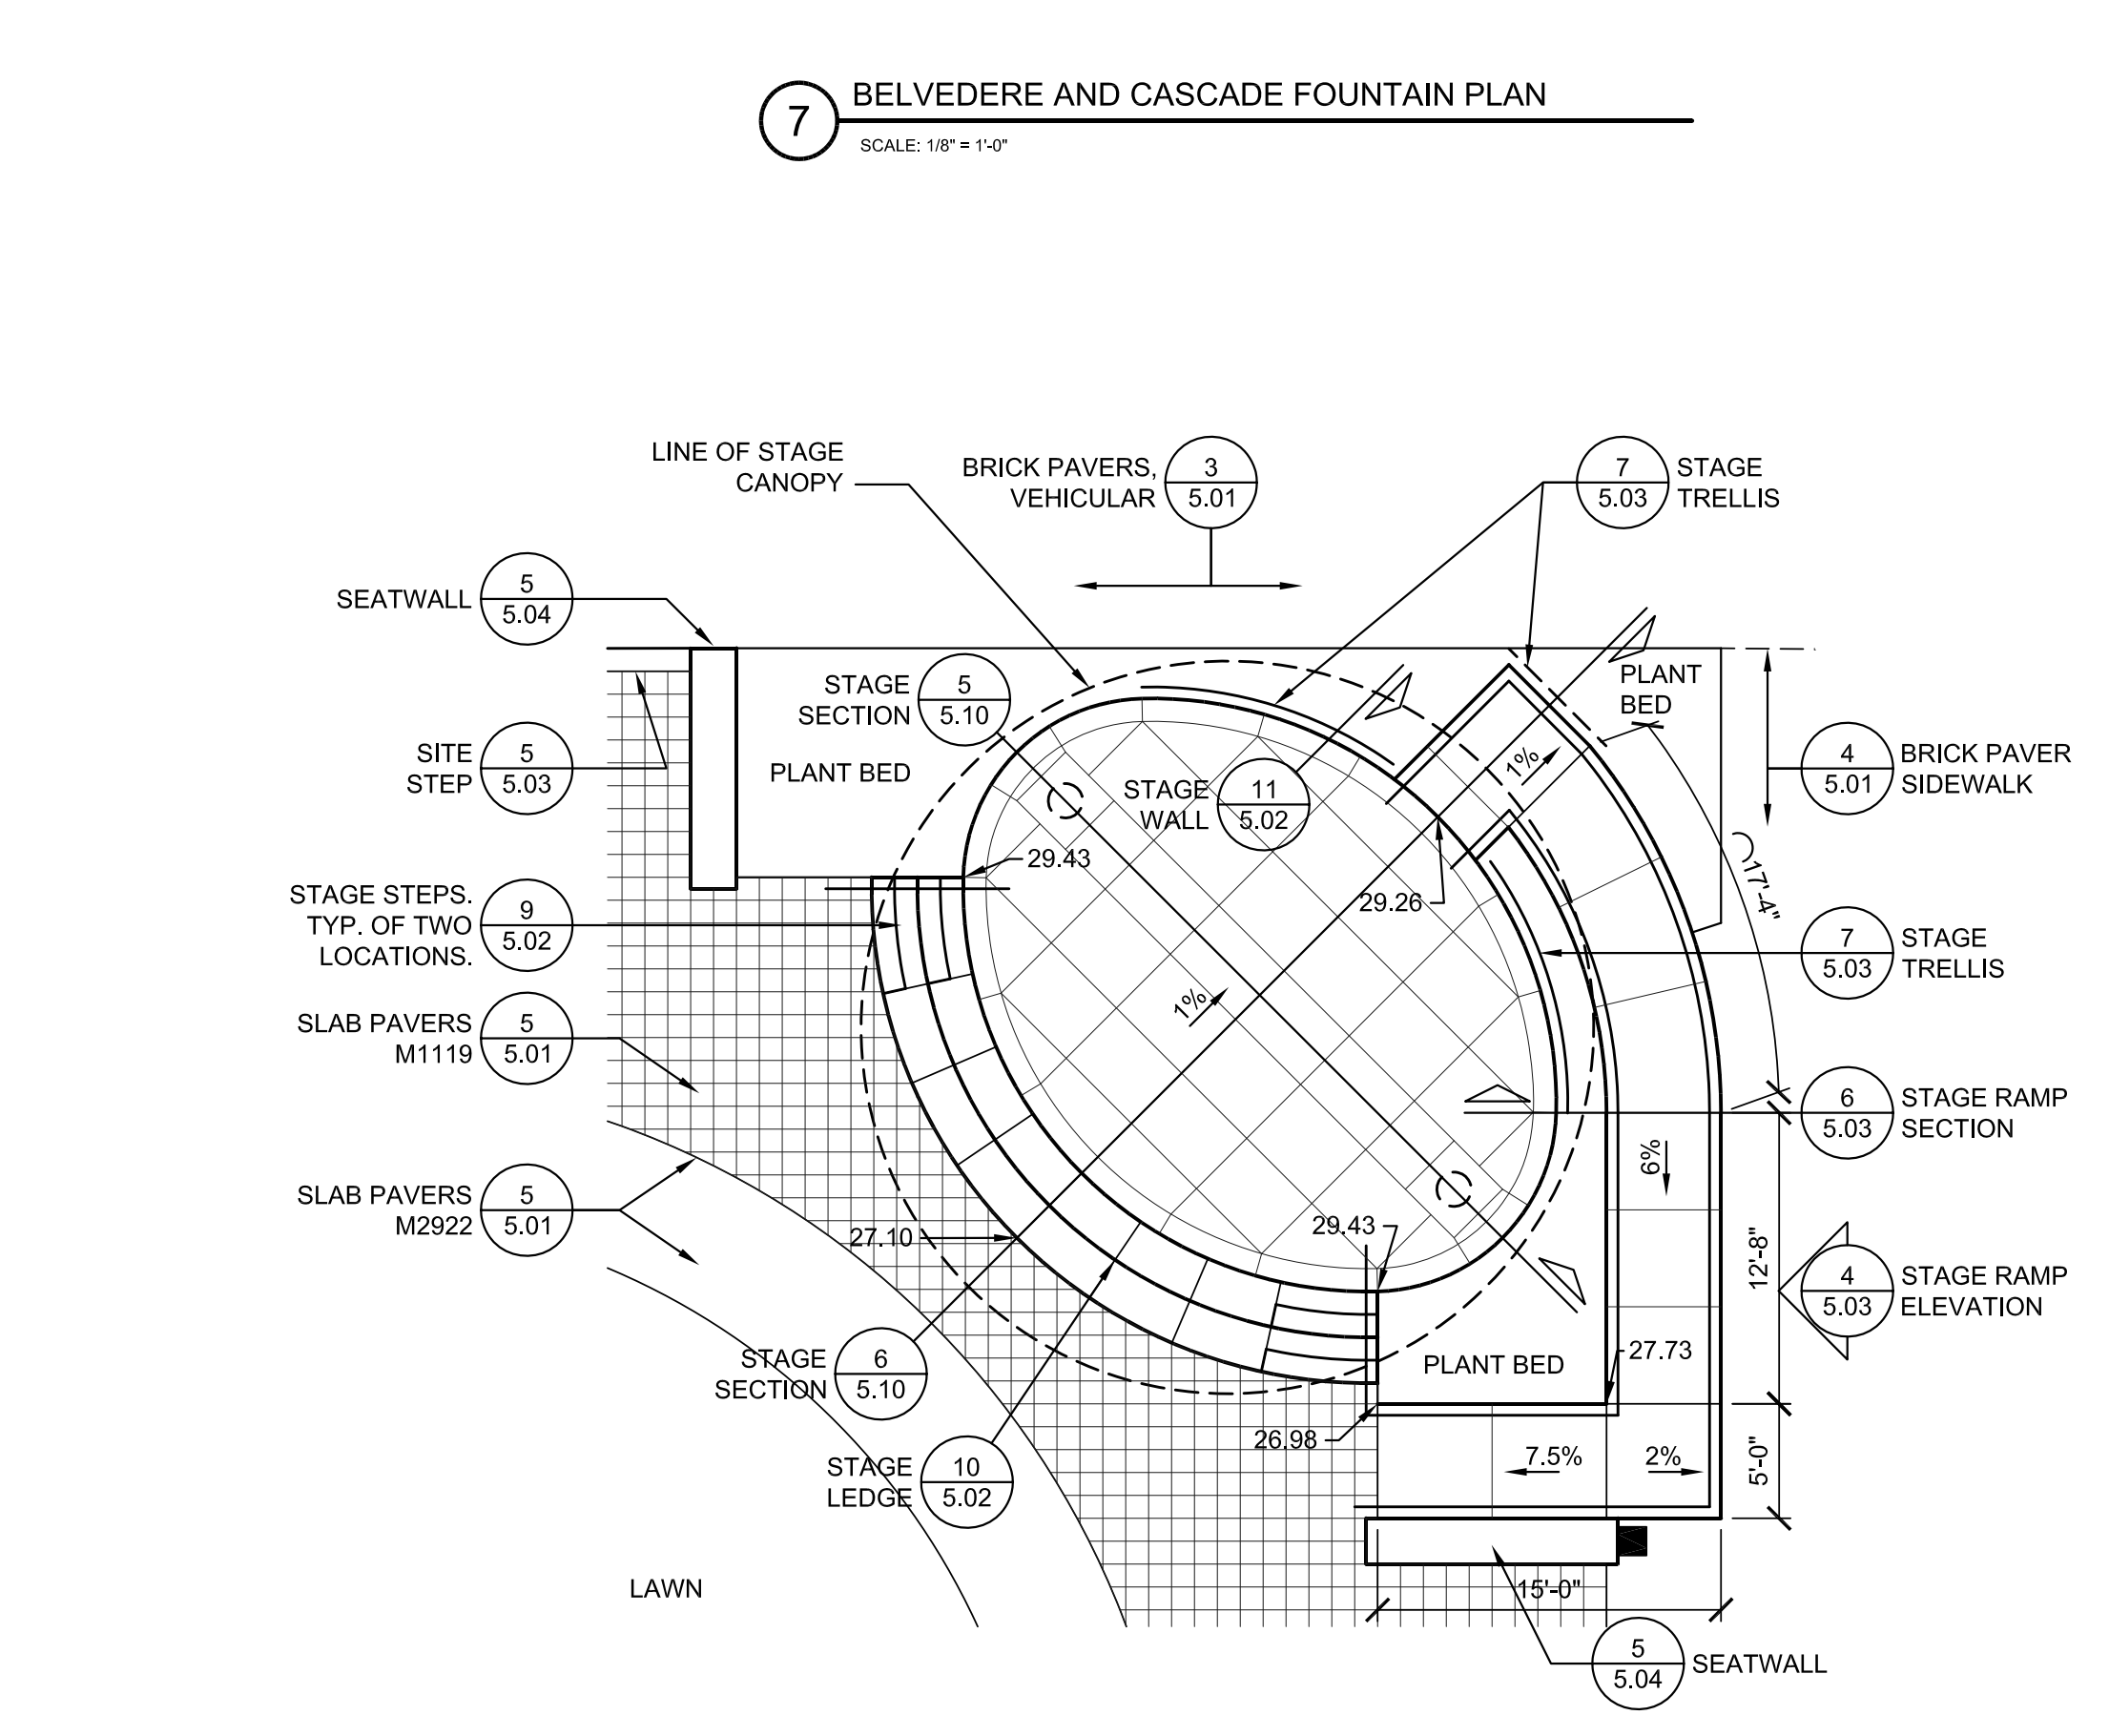 7
BELVEDERE AND CASCADE FOUNTAIN PLAN
SCALE: 1/8" = 1'-0"
LINE OF STAGE
CANOPY
BRICK PAVERS,
VEHICULAR
3
5.01
7
5.03
STAGE
TRELLIS
SEATWALL
5
5.04
STAGE
SECTION
5
5.10
PLANT
BED
SITE
STEP
5
5.03
PLANT BED
STAGE
WALL
11
5.02
1%
4
5.01
BRICK PAVER
SIDEWALK
29.43
29.26
17'-4"
STAGE STEPS.
TYP. OF TWO
LOCATIONS.
9
5.02
7
5.03
STAGE
TRELLIS
1%
SLAB PAVERS
M1119
5
5.01
6
5.03
STAGE RAMP
SECTION
6%
SLAB PAVERS
M2922
5
5.01
27.10
29.43
12'-8"
4
5.03
STAGE RAMP
ELEVATION
STAGE
SECTION
6
5.10
PLANT BED
27.73
26.98
7.5%
2%
5'-0"
STAGE
LEDGE
10
5.02
LAWN
15'-0"
5
5.04
SEATWALL